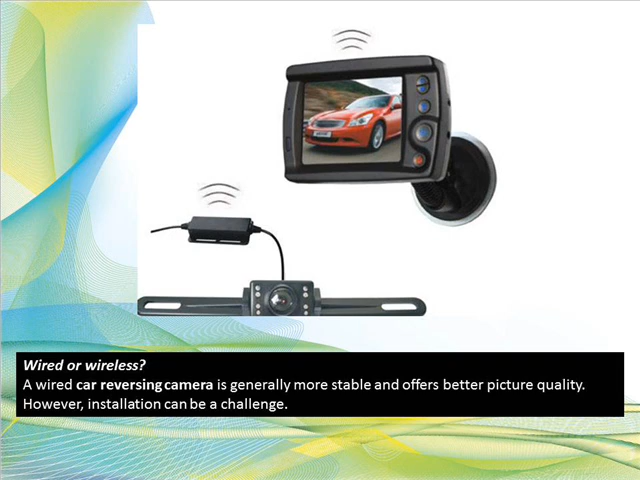 Wired or wireless?
A wired car reversing camera is generally more stable and offers better picture quality.
However, installation can be a challenge.